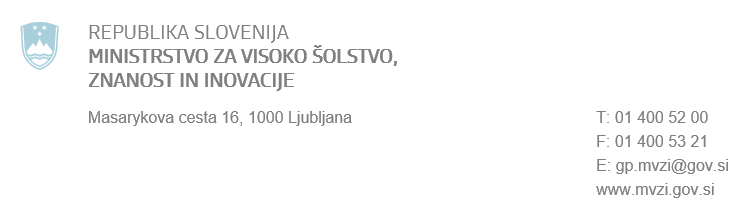 REPUBLIKA SLOVENIJA
MINISTRSTVO ZA VISOKO ŠOLSTVO,
ZNANOST IN INOVACIJE
Masarykova cesta 16, 1000 Ljubljana
T: 01 400 52 00
F: 01 400 53 21
E: gp.mvzi@gov.si
www.mvzi.gov.si